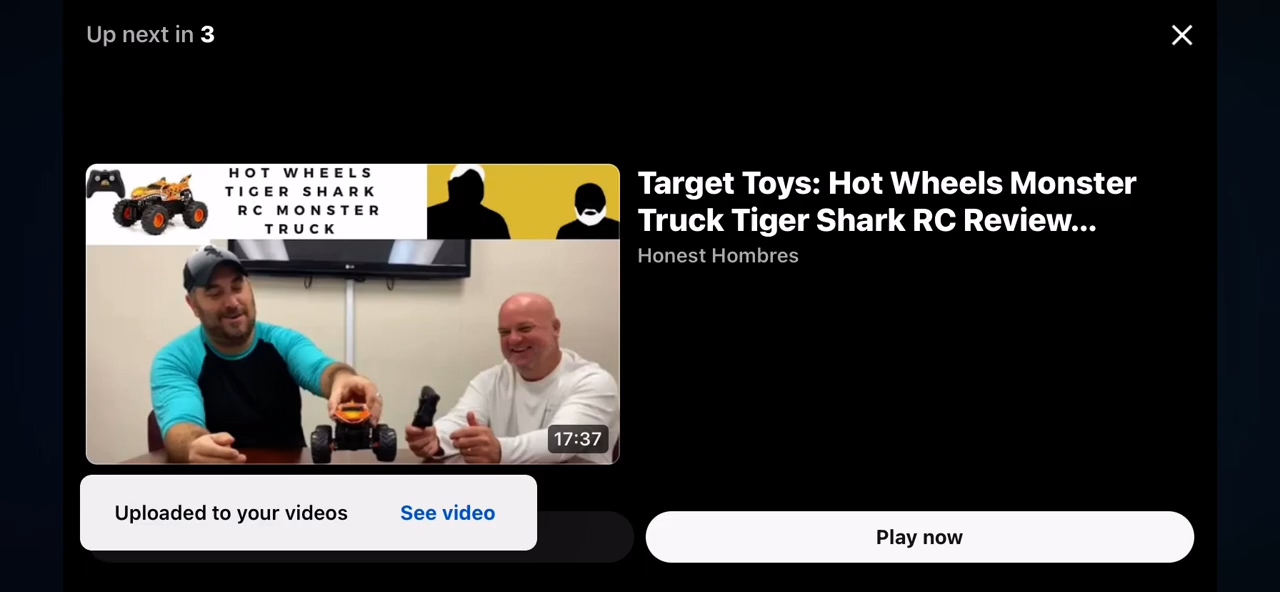 Up next in 3
HOT WHEELS
TIGER SHARK
RC MONSTER
TRUCK
LG
17:37
Target Toys: Hot Wheels Monster
Truck Tiger Shark RC Review...
Honest Hombres
Uploaded to your videos See video
Play now